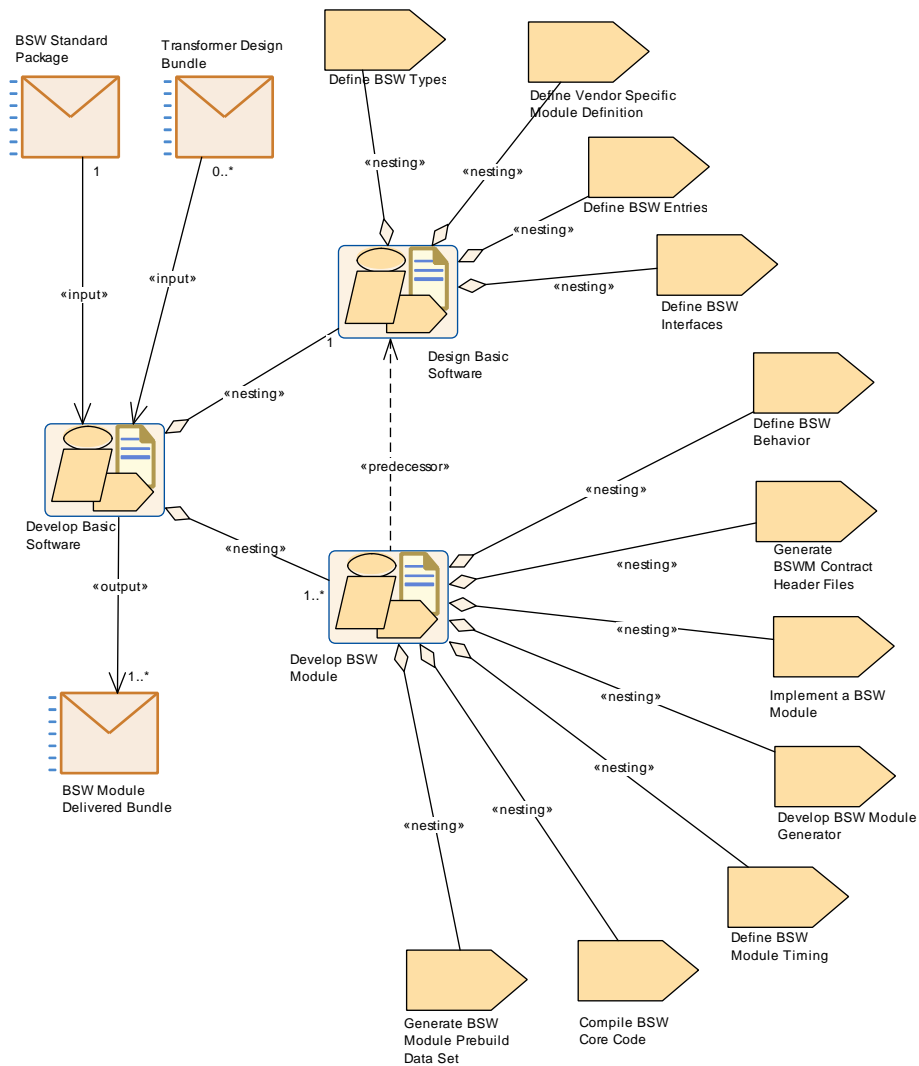 BSW Standard
Package
Transformer Design
Bundle
Define BSW Types
Define Vendor Specific
Module Definition
«nesting»
«nesting»
1
0..*
Define BSW Entries
«nesting»
«input»
«input»
«nesting»
Define BSW
Interfaces
1
Design Basic
Software
«nesting»
Define BSW
Behavior
«predecessor»
«nesting»
Develop Basic
Software
«nesting»
Generate
BSWM Contract
Header Files
«nesting»
«output»
1..*
«nesting»
Develop BSW
Module
1..*
«nesting»
Implement a BSW
Module
BSW Module
Delivered Bundle
«nesting»
«nesting»
«nesting»
Develop BSW Module
Generator
«nesting»
Define BSW
Module Timing
Generate BSW
Module Prebuild
Data Set
Compile BSW
Core Code